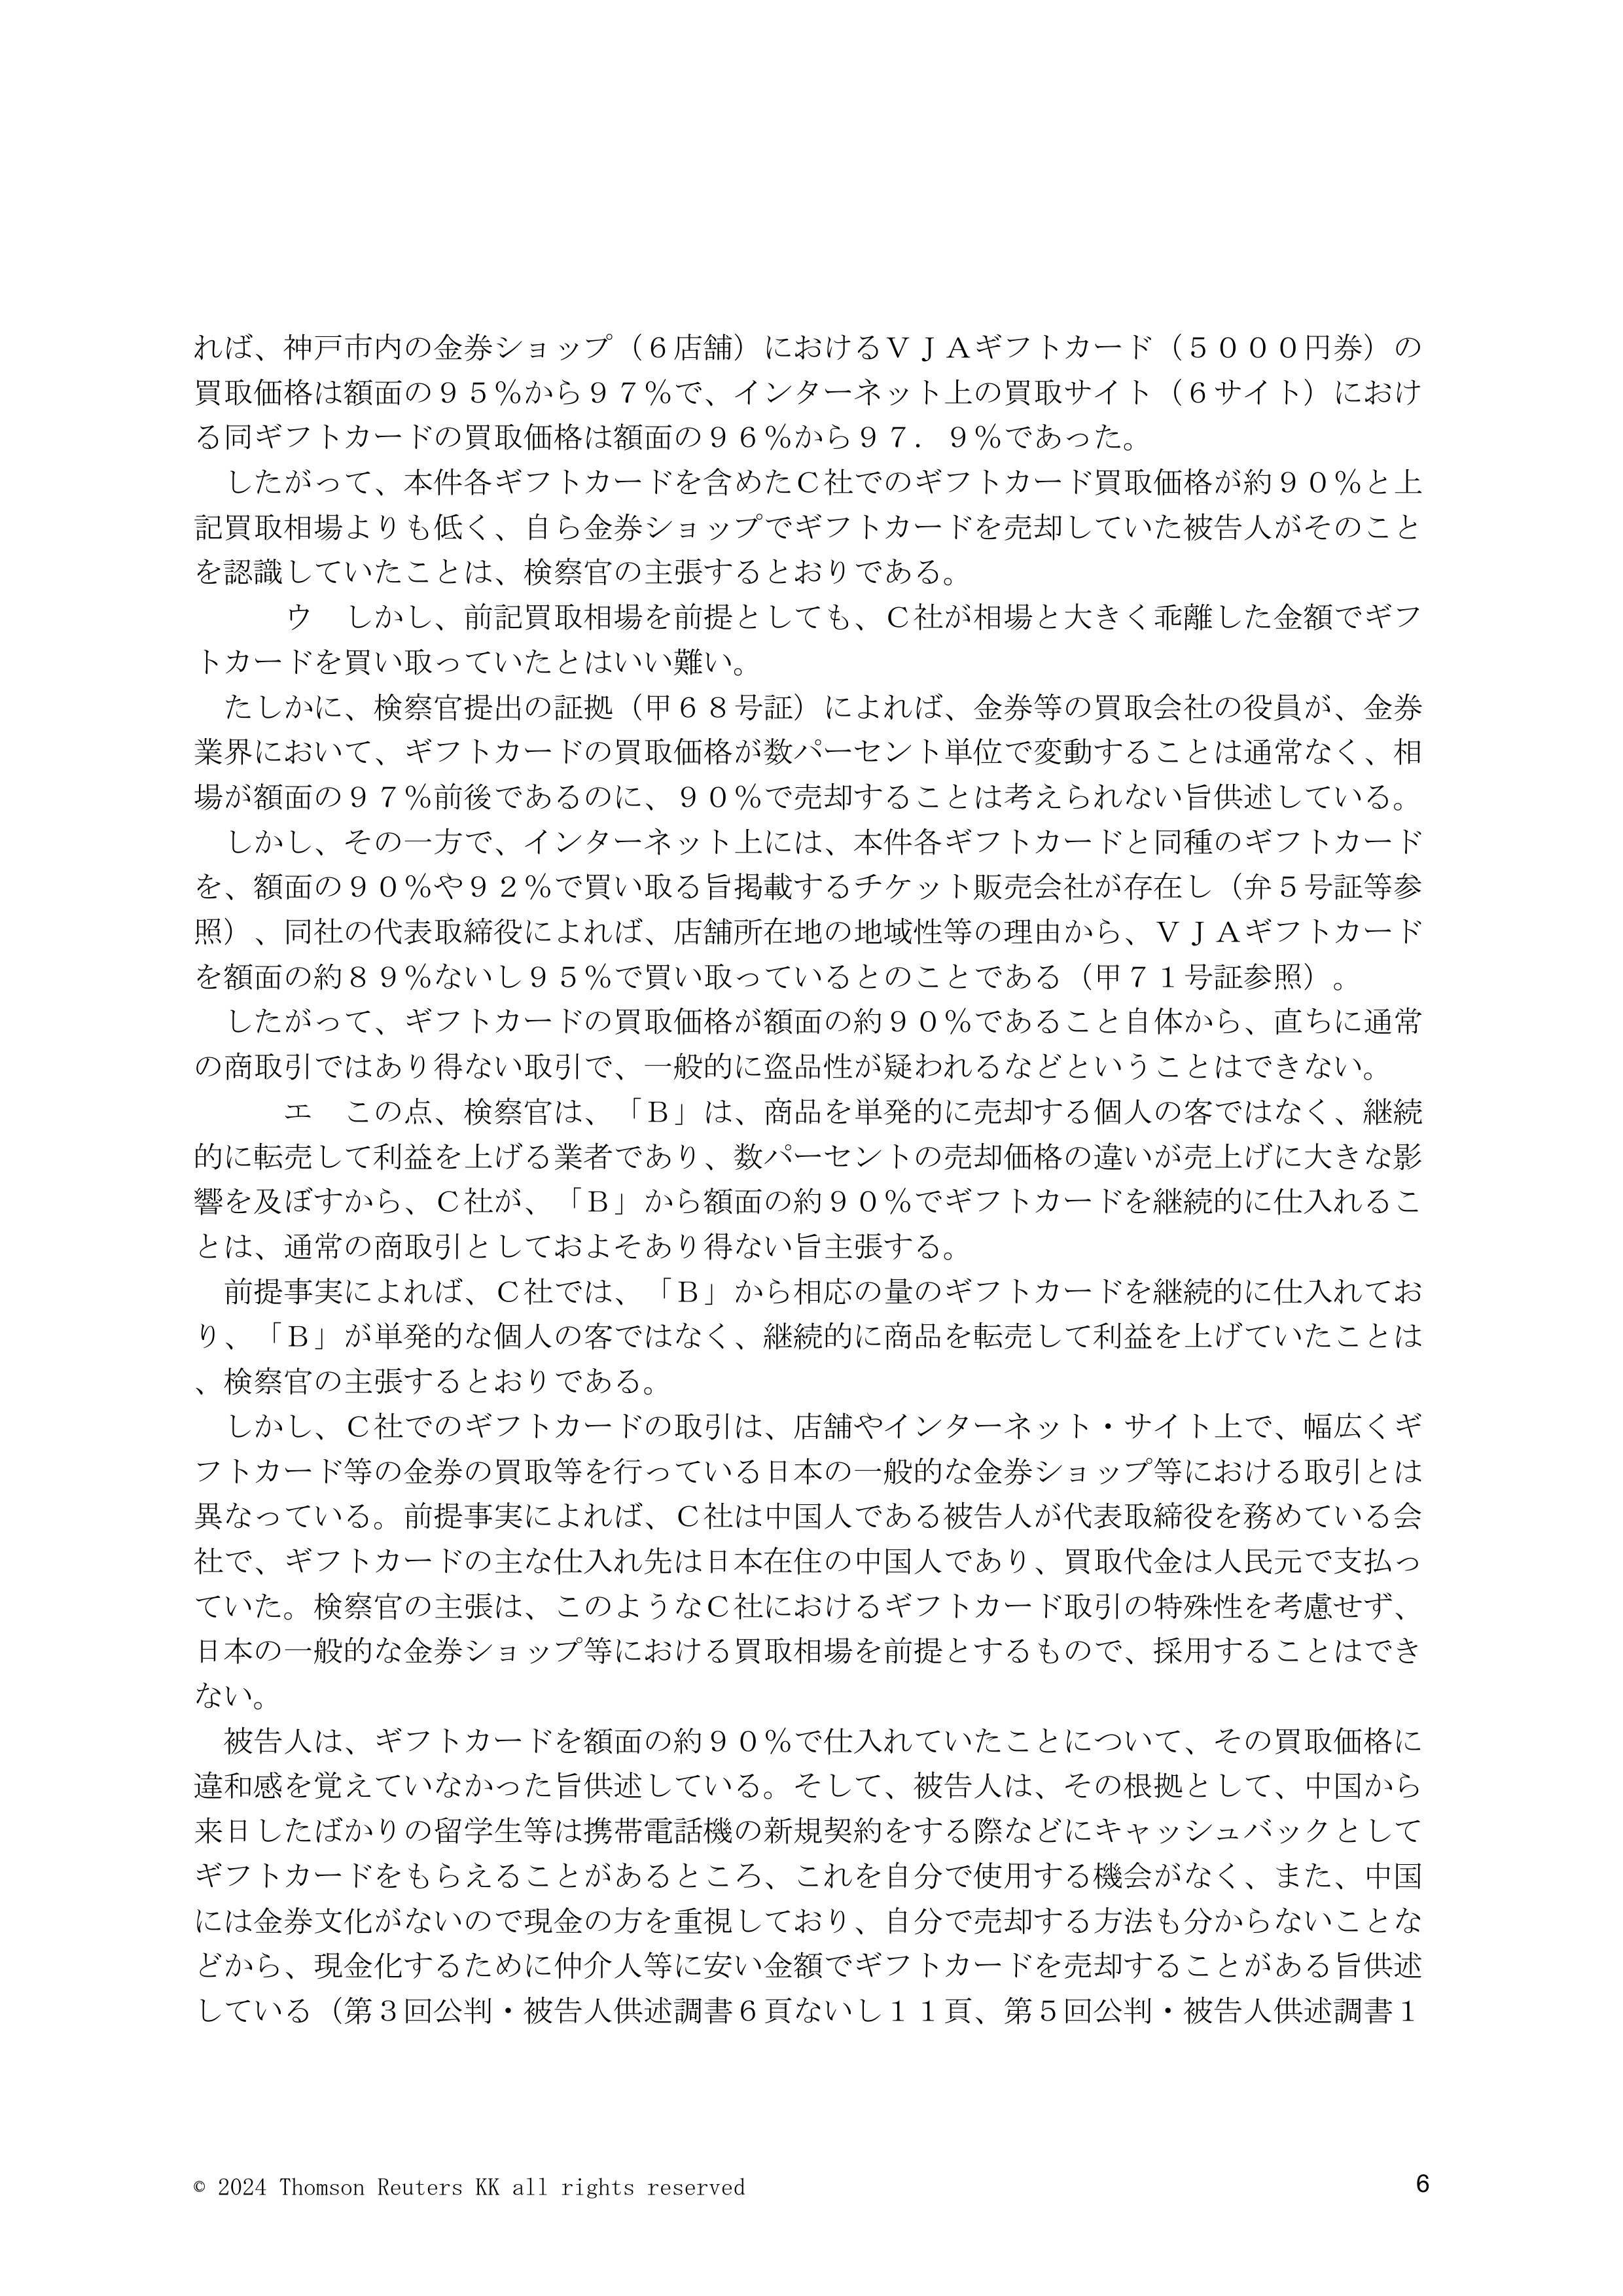 れば、神戸市内の金券ショップ（６店舗）におけるＶＪＡギフトカード（５０００円券）の
買取価格は額面の９５％から９７％で、インターネット上の買取サイト（６サイト）におけ
る同ギフトカードの買取価格は額面の９６％から９７．９％であった。
　したがって、本件各ギフトカードを含めたＣ社でのギフトカード買取価格が約９０％と上
記買取相場よりも低く、自ら金券ショップでギフトカードを売却していた被告人がそのこと
を認識していたことは、検察官の主張するとおりである。
　　　ウ　しかし、前記買取相場を前提としても、Ｃ社が相場と大きく乖離した金額でギフ
トカードを買い取っていたとはいい難い。
　たしかに、検察官提出の証拠（甲６８号証）によれば、金券等の買取会社の役員が、金券
業界において、ギフトカードの買取価格が数パーセント単位で変動することは通常なく、相
場が額面の９７％前後であるのに、９０％で売却することは考えられない旨供述している。
　しかし、その一方で、インターネット上には、本件各ギフトカードと同種のギフトカード
を、額面の９０％や９２％で買い取る旨掲載するチケット販売会社が存在し（弁５号証等参
照）、同社の代表取締役によれば、店舗所在地の地域性等の理由から、ＶＪＡギフトカード
を額面の約８９％ないし９５％で買い取っているとのことである（甲７１号証参照）。
　したがって、ギフトカードの買取価格が額面の約９０％であること自体から、直ちに通常
の商取引ではあり得ない取引で、一般的に盗品性が疑われるなどということはできない。
　　　エ　この点、検察官は、「Ｂ」は、商品を単発的に売却する個人の客ではなく、継続
的に転売して利益を上げる業者であり、数パーセントの売却価格の違いが売上げに大きな影
響を及ぼすから、Ｃ社が、「Ｂ」から額面の約９０％でギフトカードを継続的に仕入れるこ
とは、通常の商取引としておよそあり得ない旨主張する。
　前提事実によれば、Ｃ社では、「Ｂ」から相応の量のギフトカードを継続的に仕入れてお
り、「Ｂ」が単発的な個人の客ではなく、継続的に商品を転売して利益を上げていたことは
、検察官の主張するとおりである。
　しかし、Ｃ社でのギフトカードの取引は、店舗やインターネット・サイト上で、幅広くギ
フトカード等の金券の買取等を行っている日本の一般的な金券ショップ等における取引とは
異なっている。前提事実によれば、Ｃ社は中国人である被告人が代表取締役を務めている会
社で、ギフトカードの主な仕入れ先は日本在住の中国人であり、買取代金は人民元で支払っ
ていた。検察官の主張は、このようなＣ社におけるギフトカード取引の特殊性を考慮せず、
日本の一般的な金券ショップ等における買取相場を前提とするもので、採用することはでき
ない。
　被告人は、ギフトカードを額面の約９０％で仕入れていたことについて、その買取価格に
違和感を覚えていなかった旨供述している。そして、被告人は、その根拠として、中国から
来日したばかりの留学生等は携帯電話機の新規契約をする際などにキャッシュバックとして
ギフトカードをもらえることがあるところ、これを自分で使用する機会がなく、また、中国
には金券文化がないので現金の方を重視しており、自分で売却する方法も分からないことな
どから、現金化するために仲介人等に安い金額でギフトカードを売却することがある旨供述
している（第３回公判・被告人供述調書６頁ないし１１頁、第５回公判・被告人供述調書１
© 2024 Thomson Reuters KK all rights reserved
6